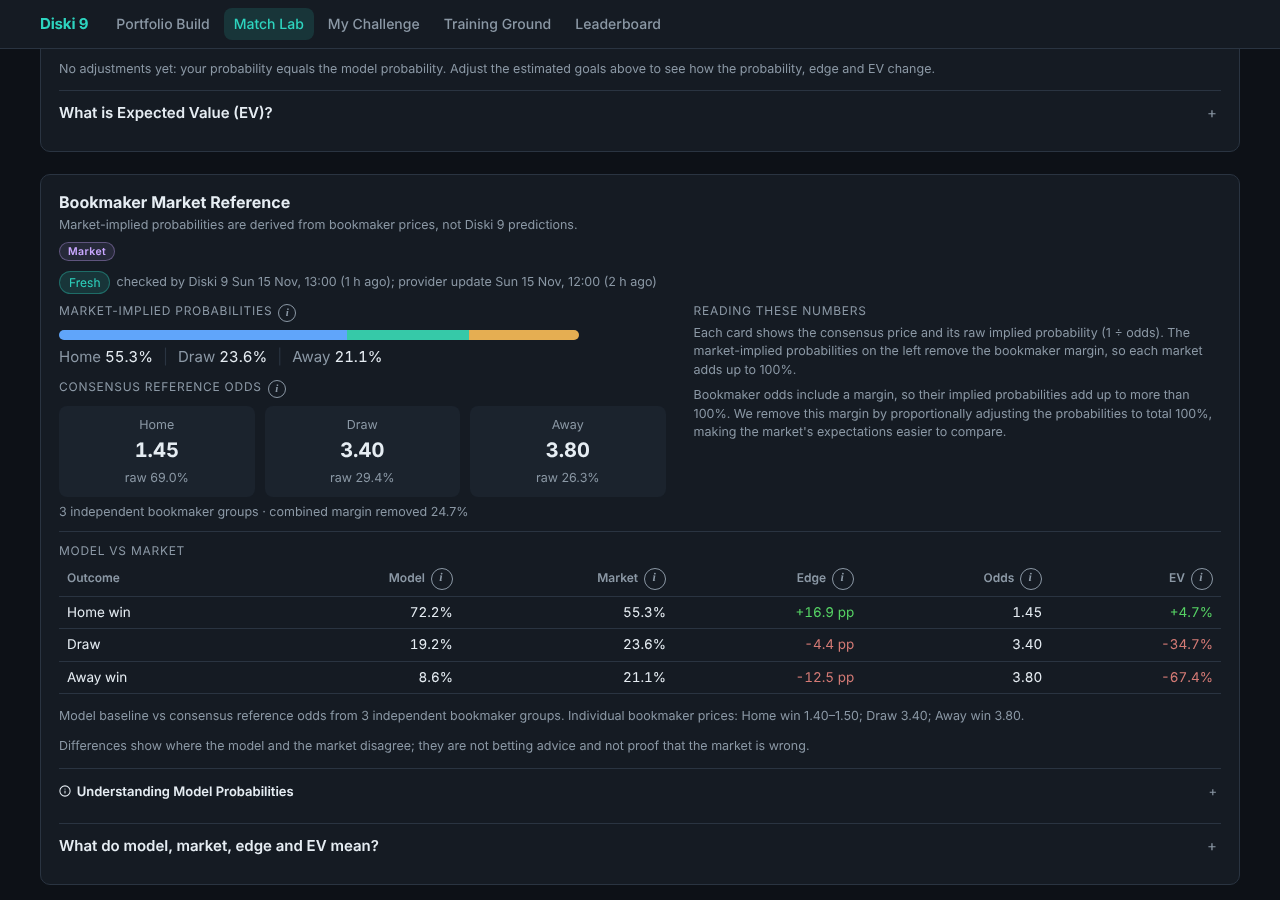 Diski 9 Portfolio Build Match Lab My Challenge Training Ground Leaderboard
No adjustments yet: your probability equals the model probability. Adjust the estimated goals above to see how the probability, edge and EV change.
What is Expected Value (EV)? +
Bookmaker Market Reference
Market-implied probabilities are derived from bookmaker prices, not Diski 9 predictions.
Market
Fresh checked by Diski 9 Sun 15 Nov, 13:00 (1 h ago); provider update Sun 15 Nov, 12:00 (2 h ago)
MARKET-IMPLIED PROBABILITIES i
Home 55.3% Draw 23.6% Away 21.1%
CONSENSUS REFERENCE ODDS i
Home Draw Away
1.45 3.40 3.80
raw 69.0% raw 29.4% raw 26.3%
3 independent bookmaker groups · combined margin removed 24.7%
READING THESE NUMBERS
Each card shows the consensus price and its raw implied probability (1 ÷ odds). The
market-implied probabilities on the left remove the bookmaker margin, so each market
adds up to 100%.
Bookmaker odds include a margin, so their implied probabilities add up to more than
100%. We remove this margin by proportionally adjusting the probabilities to total 100%,
making the market's expectations easier to compare.
MODEL VS MARKET
Outcome Model i Market i Edge i Odds i EV i
Home win 72.2% 55.3% +16.9 pp 1.45 +4.7%
Draw 19.2% 23.6% -4.4 pp 3.40 -34.7%
Away win 8.6% 21.1% -12.5 pp 3.80 -67.4%
Model baseline vs consensus reference odds from 3 independent bookmaker groups. Individual bookmaker prices: Home win 1.40–1.50; Draw 3.40; Away win 3.80.
Differences show where the model and the market disagree; they are not betting advice and not proof that the market is wrong.
Understanding Model Probabilities +
What do model, market, edge and EV mean? +